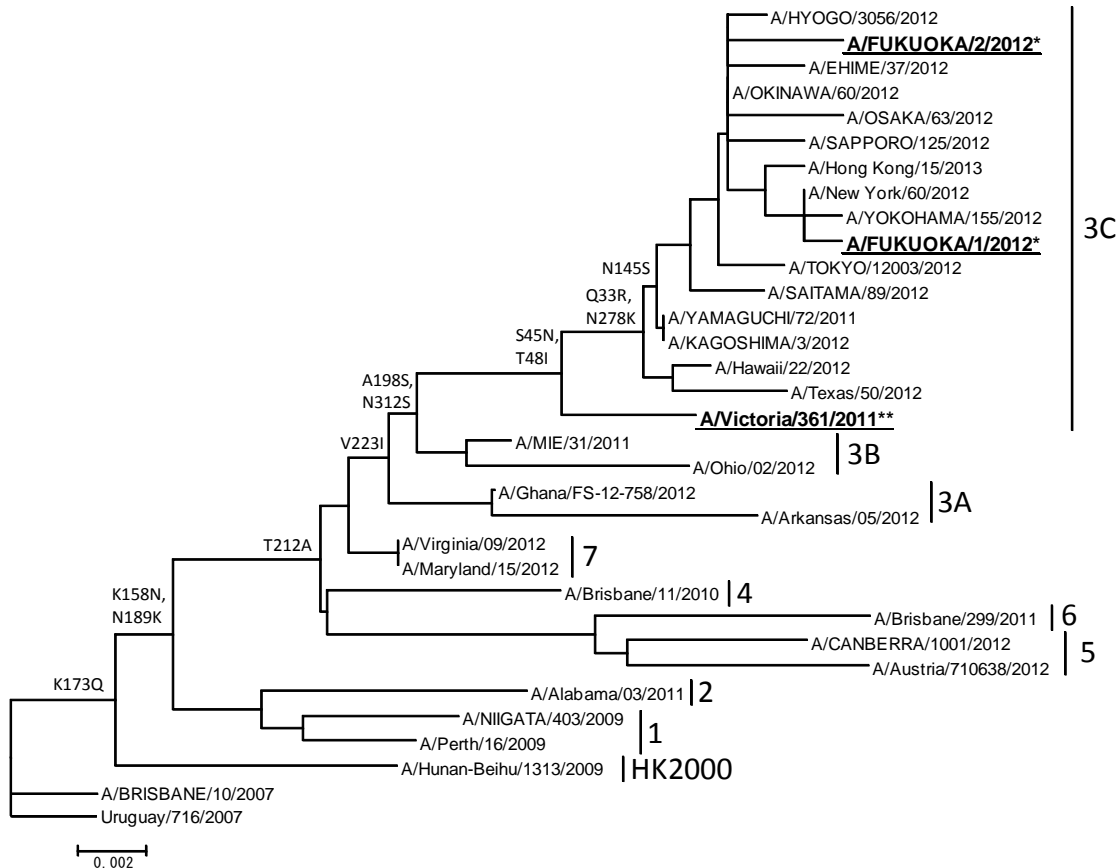 A/HYOGO/3056/2012
A/FUKUOKA/2/2012*
A/EHIME/37/2012
A/OKINAWA/60/2012
A/OSAKA/63/2012
A/SAPPORO/125/2012
A/Hong Kong/15/2013
A/New York/60/2012
A/YOKOHAMA/155/2012
3C
A/FUKUOKA/1/2012*
N145S
A/TOKYO/12003/2012
A/SAITAMA/89/2012
Q33R,
N278K
A/YAMAGUCHI/72/2011
A/KAGOSHIMA/3/2012
S45N,
T48I
A/Hawaii/22/2012
A/Texas/50/2012
A198S,
N312S
A/Victoria/361/2011**
V223I
A/MIE/31/2011
3B
A/Ohio/02/2012
A/Ghana/FS-12-758/2012
3A
A/Arkansas/05/2012
T212A
A/Virginia/09/2012
7
A/Maryland/15/2012
K158N,
N189K
A/Brisbane/11/2010
4
A/Brisbane/299/2011
6
A/CANBERRA/1001/2012
5
A/Austria/710638/2012
K173Q
A/Alabama/03/2011
2
A/NIIGATA/403/2009
1
A/Perth/16/2009
A/Hunan-Beihu/1313/2009
HK2000
A/BRISBANE/10/2007
Uruguay/716/2007
0.002